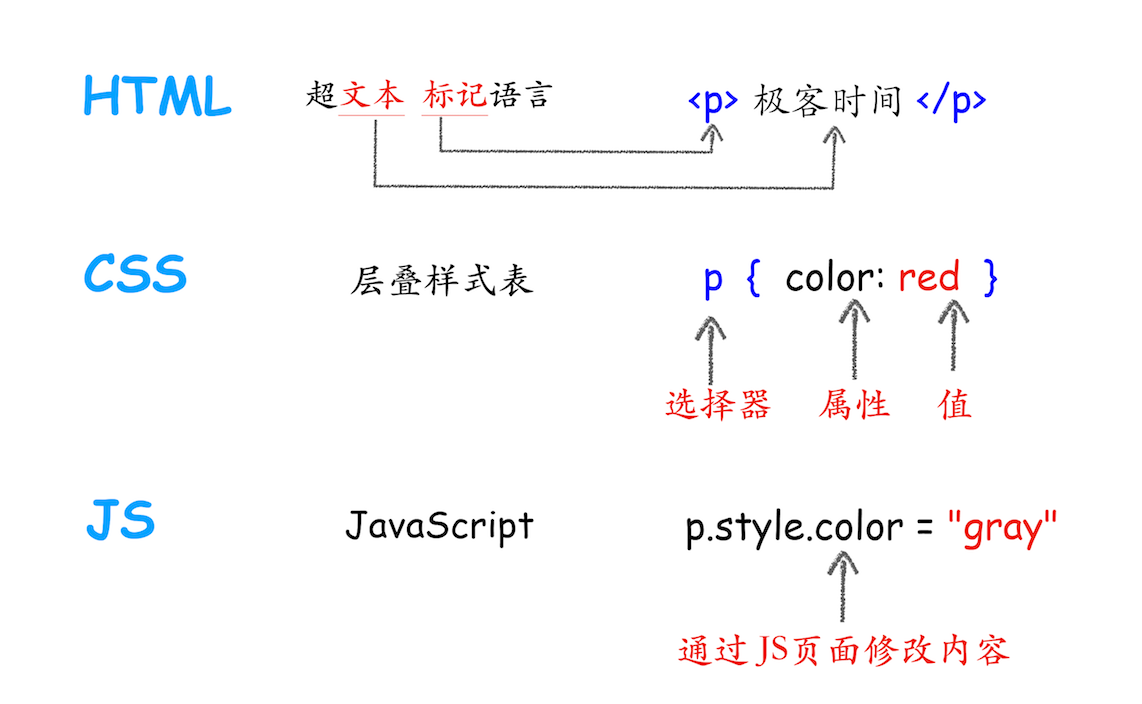 HTML 超文本 标记语言 <p> 极客时间 </p>
CSS 层叠样式表 p { color: red }
选择器 属性 值
JS JavaScript p.style.color = "gray"
通过JS页面修改内容